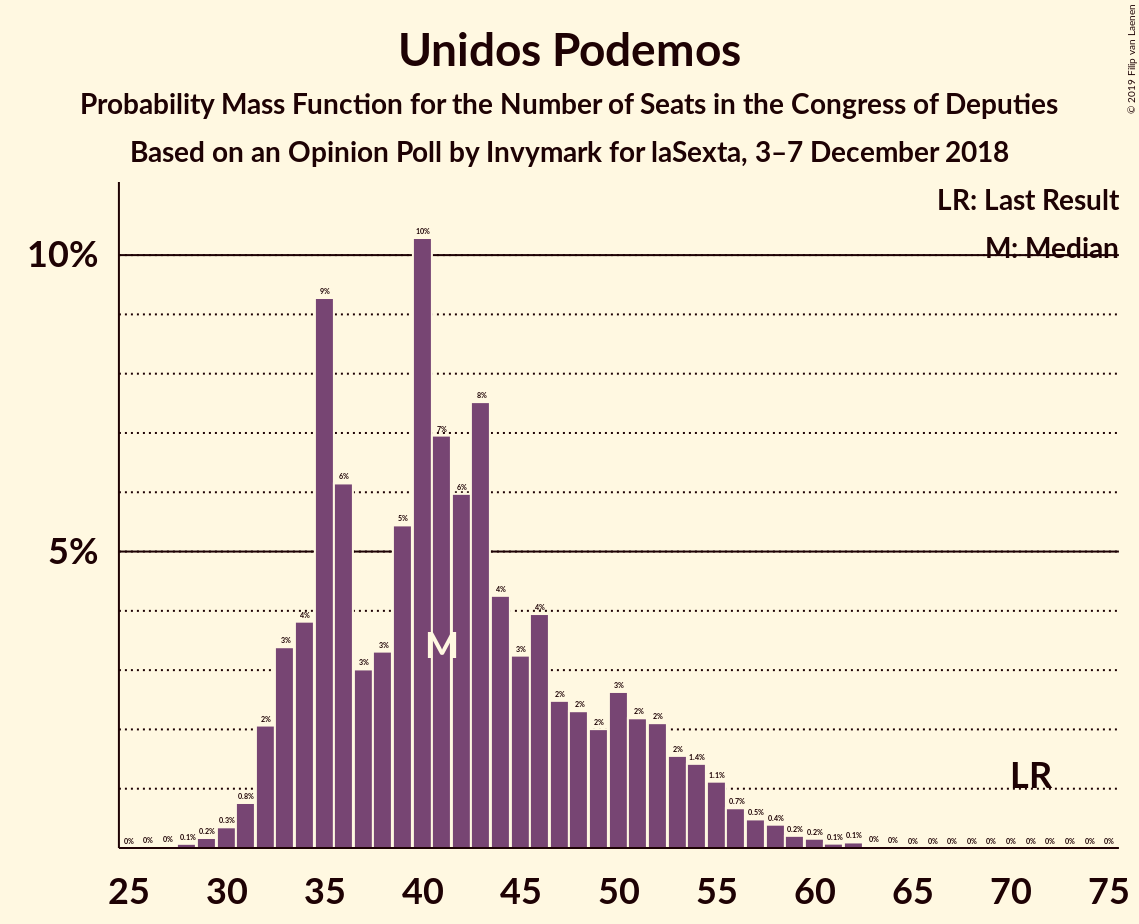 Unidos Podemos
Probability Mass Function for the Number of Seats in the Congress of Deputies
Based on an Opinion Poll by Invymark for laSexta, 3–7 December 2018
© 2019 Filip van Laenen
LR: Last Result
M: Median
10%
5%
0% 0% 0% 0.1% 0.2% 0.3% 0.8% 2% 3% 4% 9% 6% 3% 3% 5% 10% 7% 6% 8% 4% 3% 4% 2% 2% 2% 3% 2% 2% 2% 1.4% 1.1% 0.7% 0.5% 0.4% 0.2% 0.2% 0.1% 0.1% 0% 0% 0% 0% 0% 0% 0% 0% 0% 0% 0% 0% 0%
M
LR
25 30 35 40 45 50 55 60 65 70 75